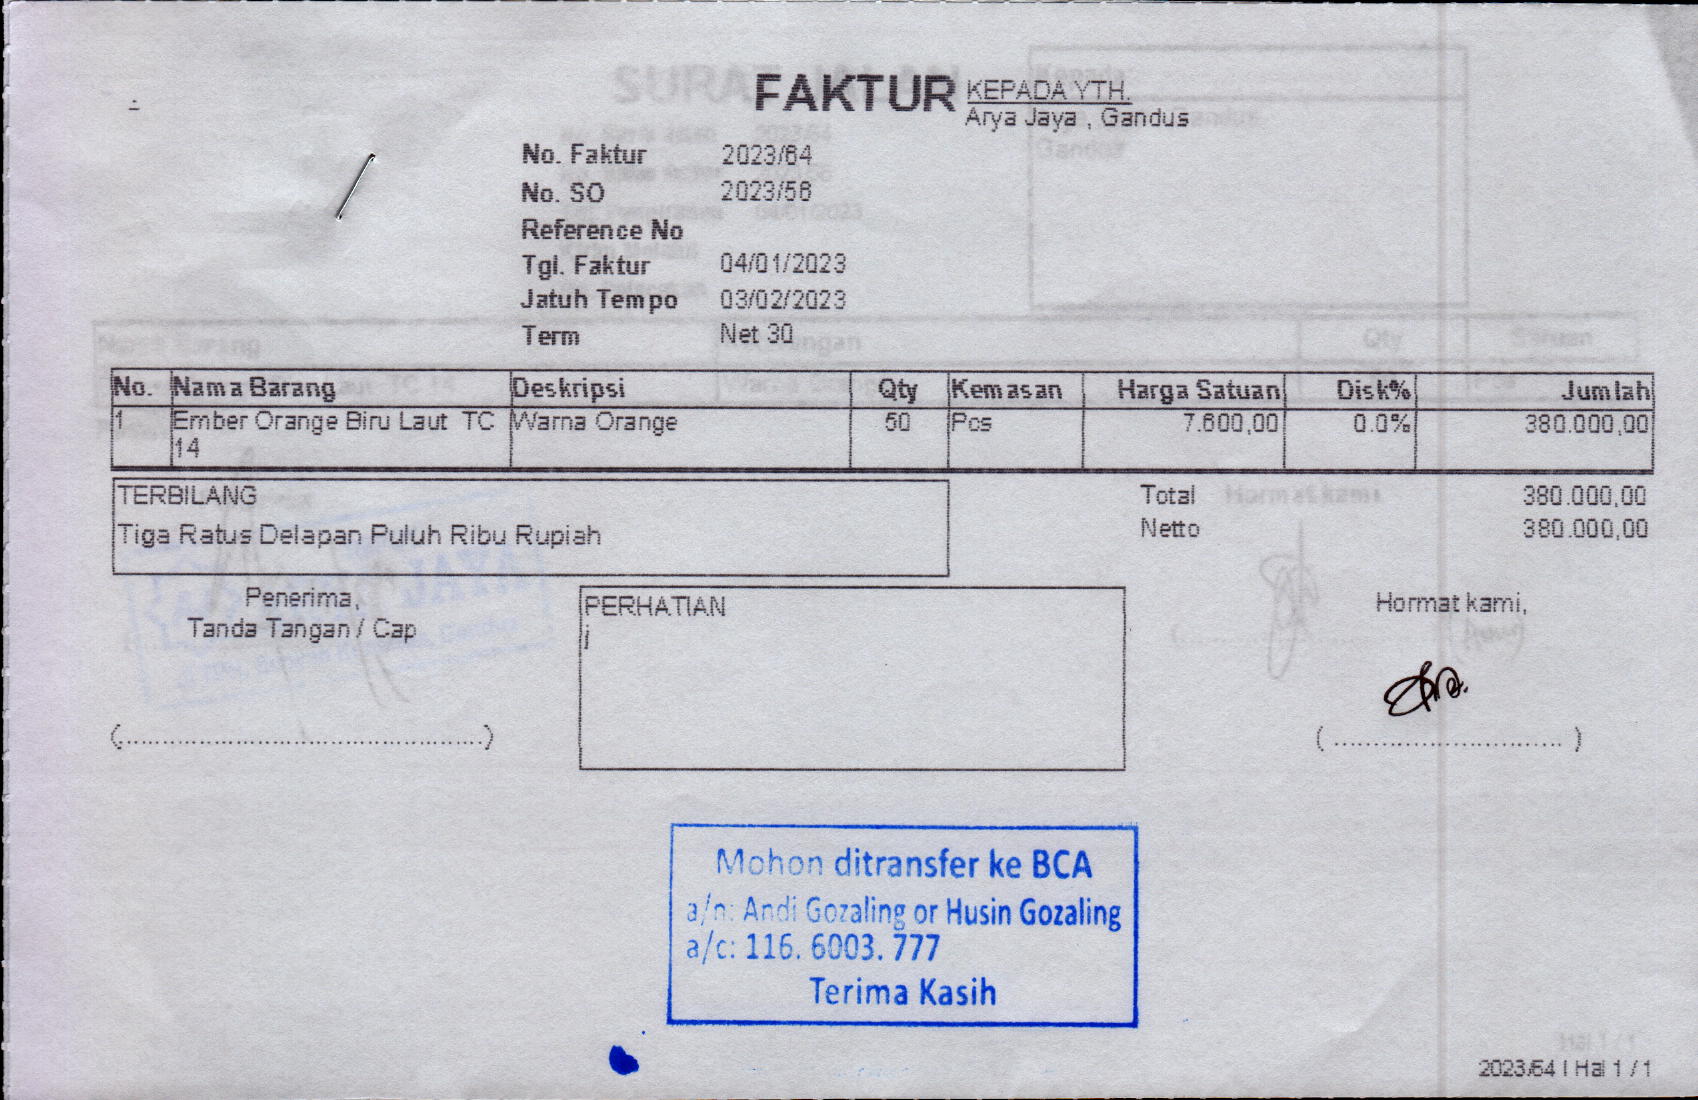 FAKTUR
KEPADA YTH.
Arya Jaya , Gandus
No. Faktur 2023/64
No. SO 2023/56
Reference No
Tgl. Faktur 04/01/2023
Jatuh Tempo 03/02/2023
Term Net 30
No. Nama Barang Deskripsi Qty Kemasan Harga Satuan Disk% Jumlah
1 Ember Orange Biru Laut TC 14 Warna Orange 50 Pcs 7.600,00 0.0% 380.000,00
TERBILANG
Tiga Ratus Delapan Puluh Ribu Rupiah
Total 380.000,00
Netto 380.000,00
Penerima,
Tanda Tangan / Cap
(..............................................)
PERHATIAN
j
Hormat kami,
( ............................. )
Mohon ditransfer ke BCA
a/n: Andi Gozaling or Husin Gozaling
a/c: 116. 6003. 777
Terima Kasih
2023/64 | Hal 1 / 1